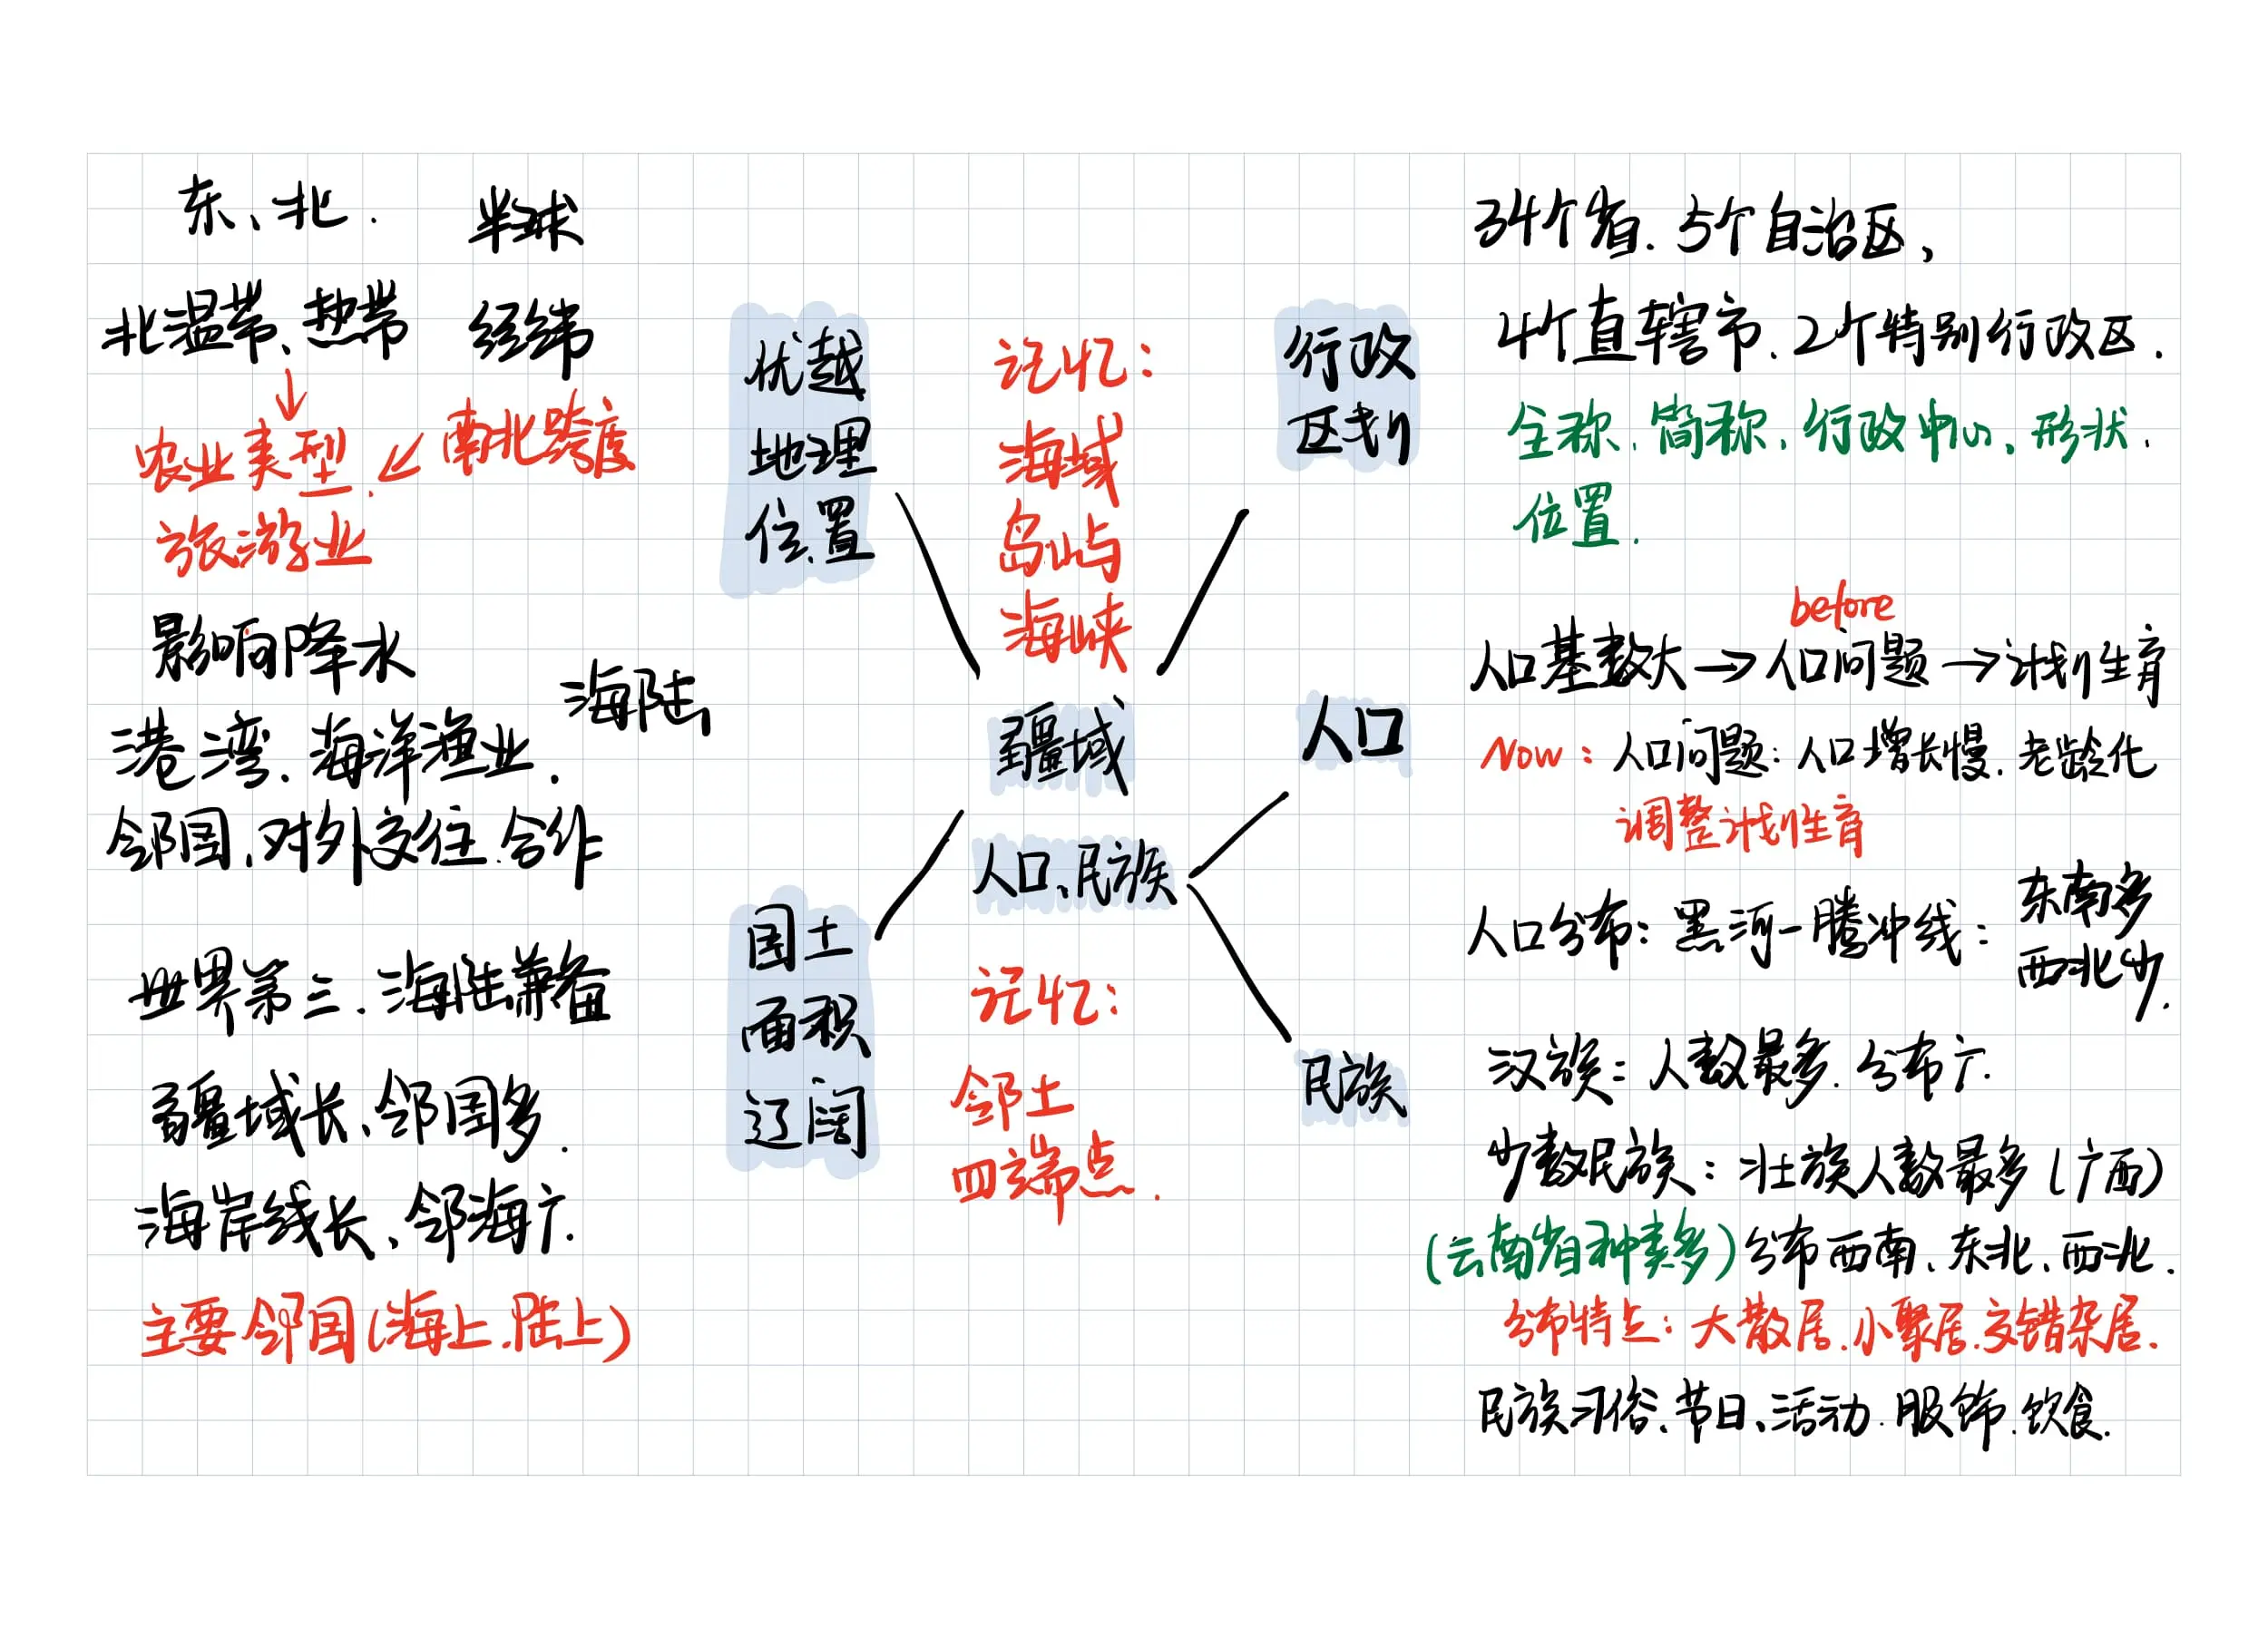 东、北.
半球
北温带、热带
经纬
农业类型.
南北跨度
旅游业
影响降水
海陆
港湾.海洋渔业.
邻国.对外交往.合作
世界第三.海陆兼备
疆域长、邻国多.
海岸线长、邻海广.
主要邻国(海上.陆上)
优越
地理
位置
国土
面积
辽阔
记忆:
海域
岛屿与
海峡
疆域
人口、民族
记忆:
邻土
四端点.
行政
区划
人口
民族
34个省.5个自治区,
4个直辖市.2个特别行政区.
全称.简称.行政中心.形状.
位置.
before
人口基数大→人口问题→计划生育
Now:人口问题:人口增长慢.老龄化
调整计划生育
人口分布:黑河—腾冲线:
东南多
西北少.
汉族:人数最多.分布广.
少数民族:壮族人数最多(广西)
(云南省种类多)分布西南、东北、西北.
分布特点:大散居.小聚居.交错杂居.
民族习俗.节日、活动.服饰.饮食.